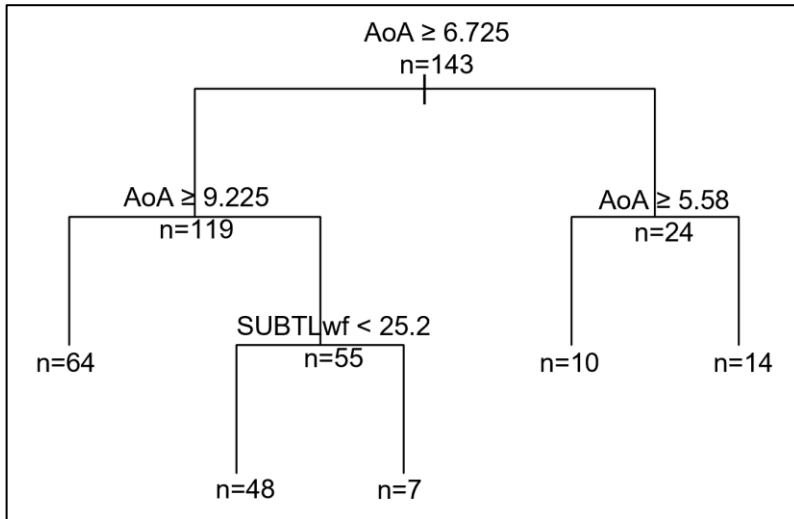 AoA ≥ 6.725
n=143
AoA ≥ 9.225
n=119
AoA ≥ 5.58
n=24
SUBTLwf < 25.2
n=55
n=64
n=10
n=14
n=48
n=7